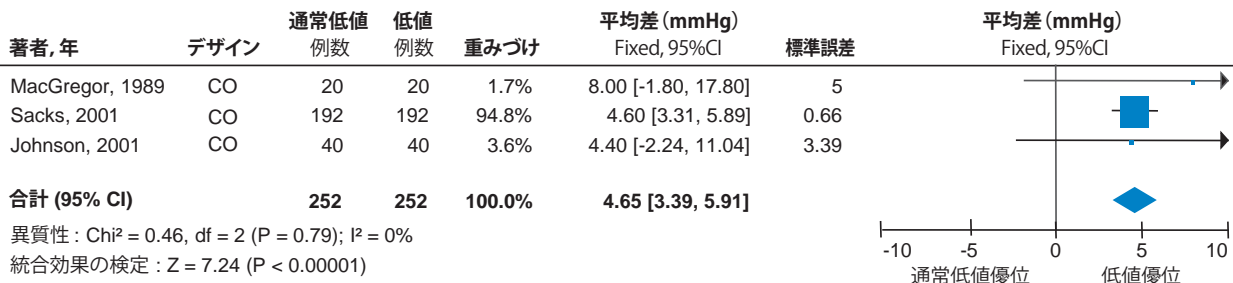 通常低値 低値 平均差（mmHg） 平均差（mmHg）
著者, 年 デザイン 例数 例数 重みづけ Fixed, 95%CI 標準誤差 Fixed, 95%CI
MacGregor, 1989 CO 20 20 1.7% 8.00 [-1.80, 17.80] 5
Sacks, 2001 CO 192 192 94.8% 4.60 [3.31, 5.89] 0.66
Johnson, 2001 CO 40 40 3.6% 4.40 [-2.24, 11.04] 3.39
合計 (95% CI) 252 252 100.0% 4.65 [3.39, 5.91]
異質性 : Chi² = 0.46, df = 2 (P = 0.79); I² = 0%
統合効果の検定 : Z = 7.24 (P < 0.00001)
-10 -5 0 5 10
通常低値優位 低値優位